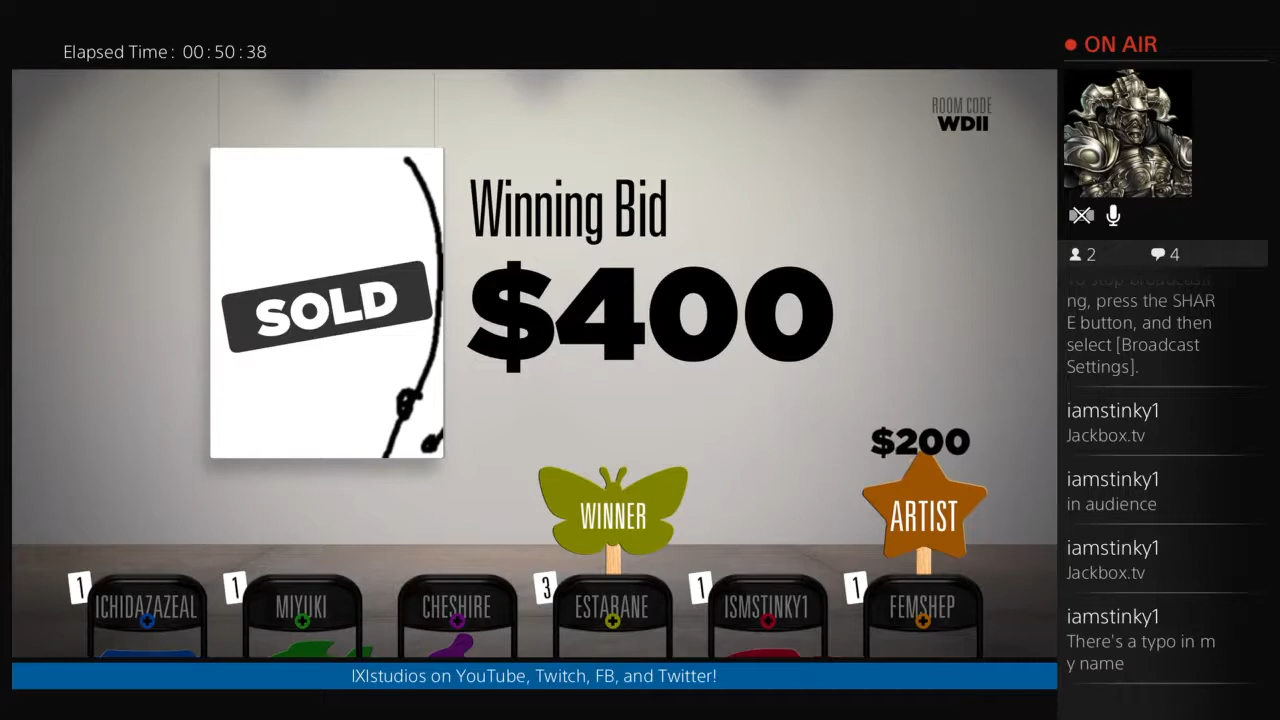 Elapsed Time: 00:50:38
ON AIR
ROOM CODE
WDII
Winning Bid
$400
SOLD
2
4
ng, press the SHAR
E button, and then
select [Broadcast
Settings].
iamstinky1
Jackbox.tv
iamstinky1
in audience
iamstinky1
Jackbox.tv
iamstinky1
There's a typo in m
y name
$200
WINNER
ARTIST
1
ICHIDAZAZEAL
1
MIYUKI
CHESHIRE
3
ESTABANE
1
ISMSTINKY1
1
FEMSHEP
IXIstudios on YouTube, Twitch, FB, and Twitter!